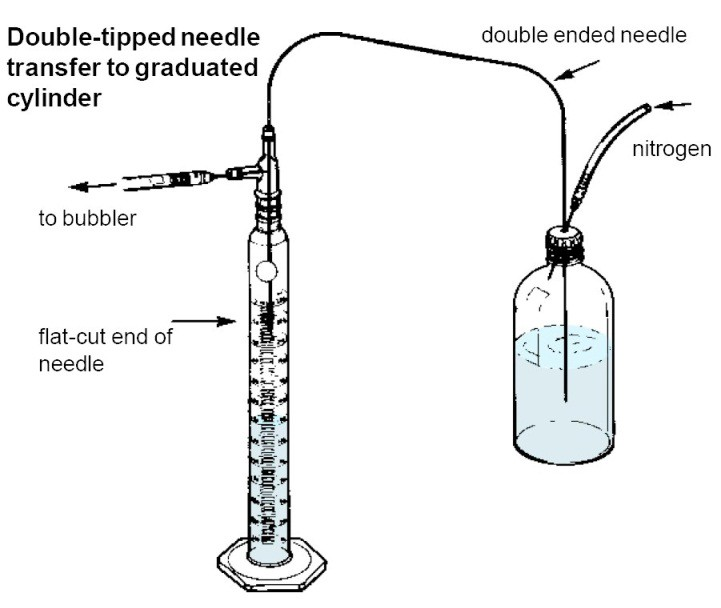 Double-tipped needle
transfer to graduated
cylinder
double ended needle
nitrogen
to bubbler
flat-cut end of
needle